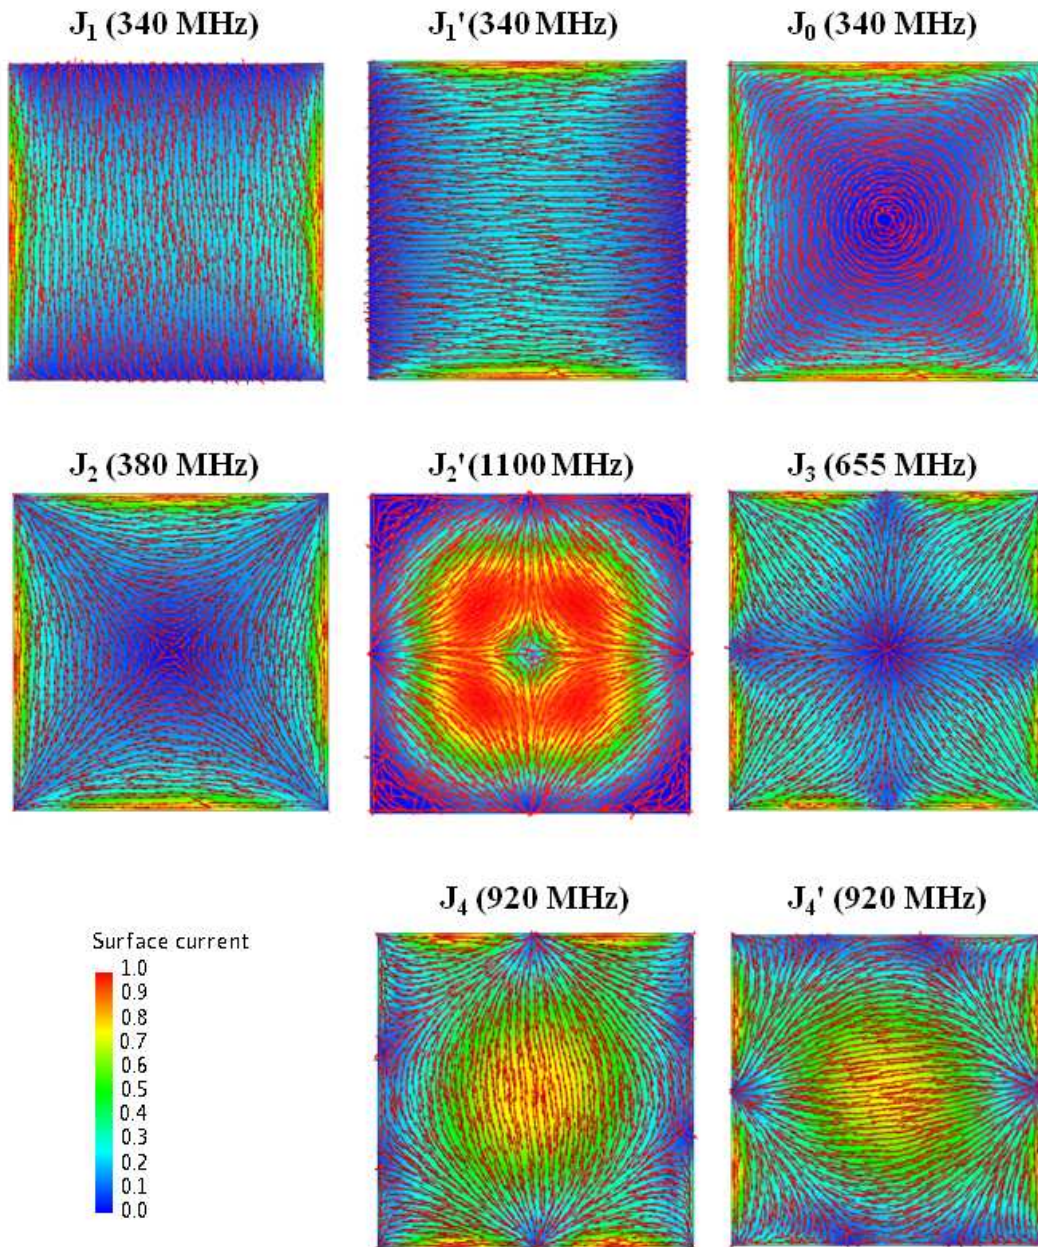 J₁ (340 MHz)
J₁'(340 MHz)
J₀ (340 MHz)
J₂ (380 MHz)
J₂'(1100 MHz)
J₃ (655 MHz)
J₄ (920 MHz)
J₄' (920 MHz)
Surface current
1.0
0.9
0.8
0.7
0.6
0.5
0.4
0.3
0.2
0.1
0.0